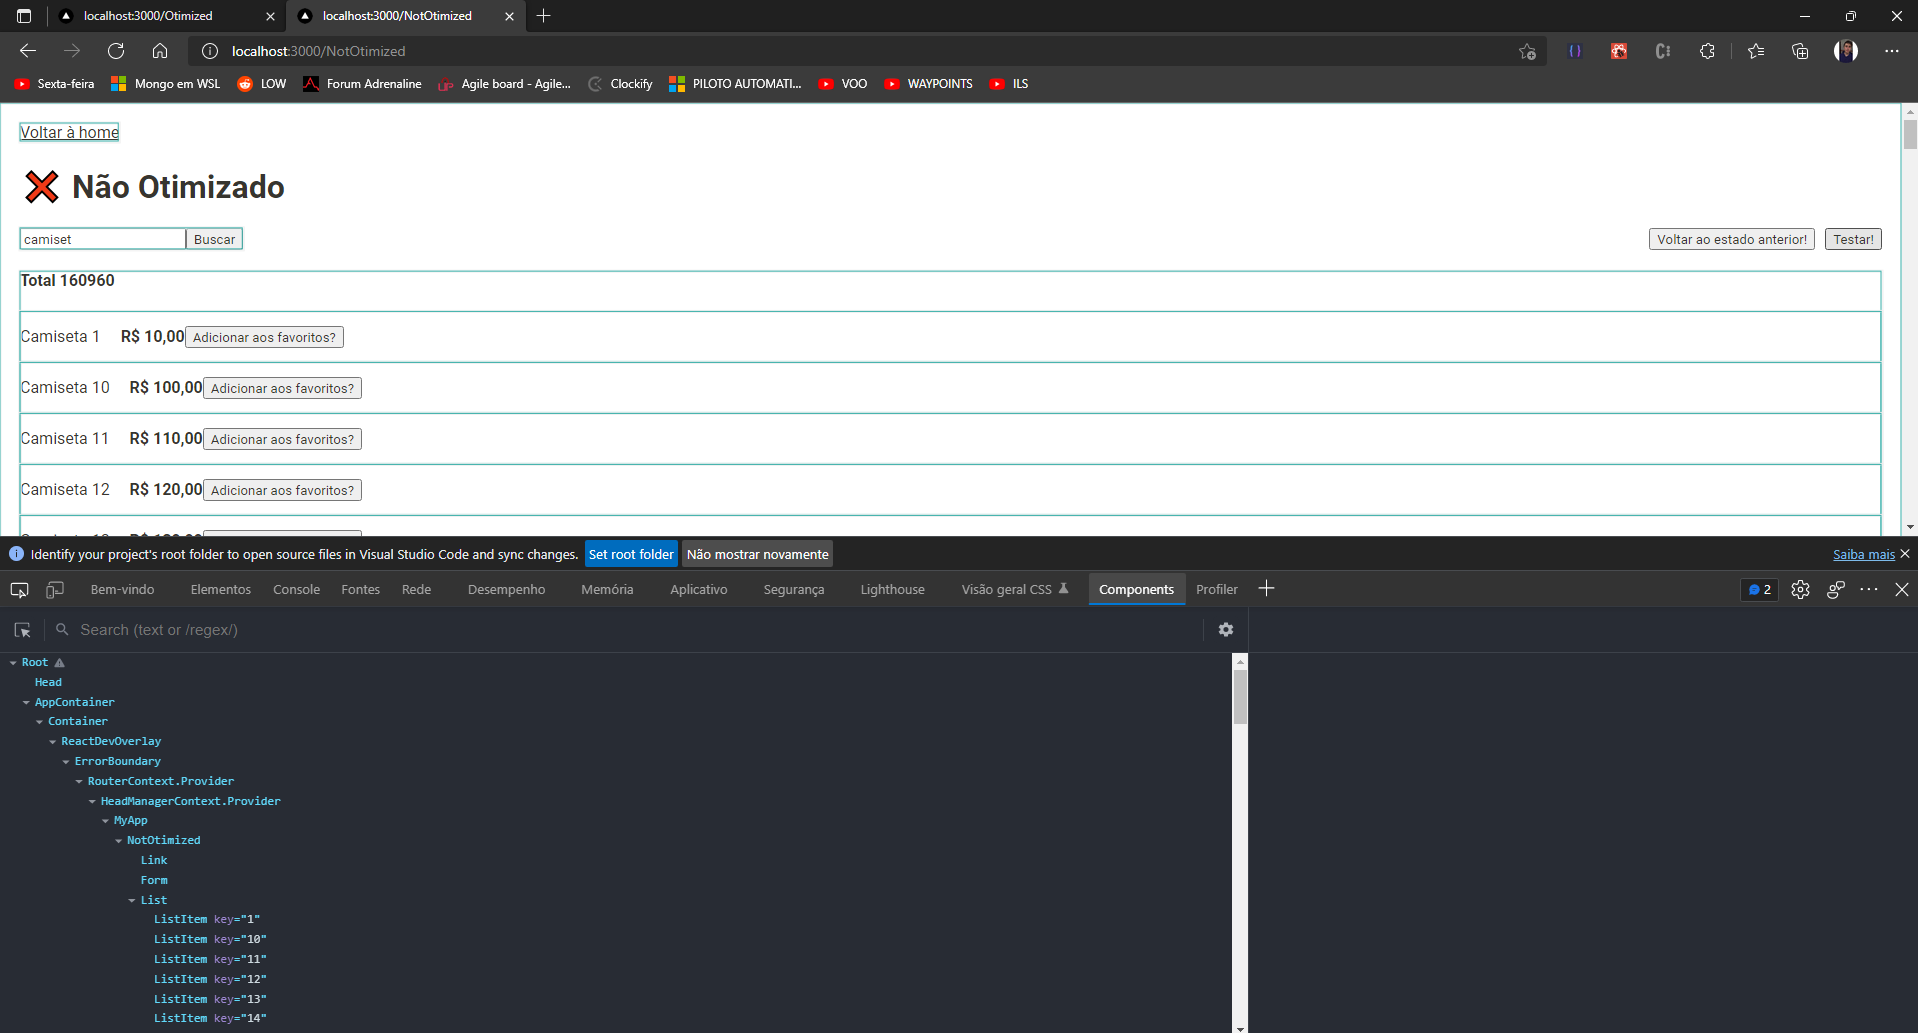 localhost:3000/Otimized
localhost:3000/NotOtimized
localhost:3000/NotOtimized
Sexta-feira
Mongo em WSL
LOW
Forum Adrenaline
Agile board - Agile...
Clockify
PILOTO AUTOMATI...
VOO
WAYPOINTS
ILS
Voltar à home
Não Otimizado
camiset
Buscar
Voltar ao estado anterior!
Testar!
Total 160960
Camiseta 1 R$ 10,00 Adicionar aos favoritos?
Camiseta 10 R$ 100,00 Adicionar aos favoritos?
Camiseta 11 R$ 110,00 Adicionar aos favoritos?
Camiseta 12 R$ 120,00 Adicionar aos favoritos?
Identify your project's root folder to open source files in Visual Studio Code and sync changes.
Set root folder
Não mostrar novamente
Saiba mais
Bem-vindo
Elementos
Console
Fontes
Rede
Desempenho
Memória
Aplicativo
Segurança
Lighthouse
Visão geral CSS
Components
Profiler
2
Search (text or /regex/)
Root
Head
AppContainer
Container
ReactDevOverlay
ErrorBoundary
RouterContext.Provider
HeadManagerContext.Provider
MyApp
NotOtimized
Link
Form
List
ListItem key="1"
ListItem key="10"
ListItem key="11"
ListItem key="12"
ListItem key="13"
ListItem key="14"